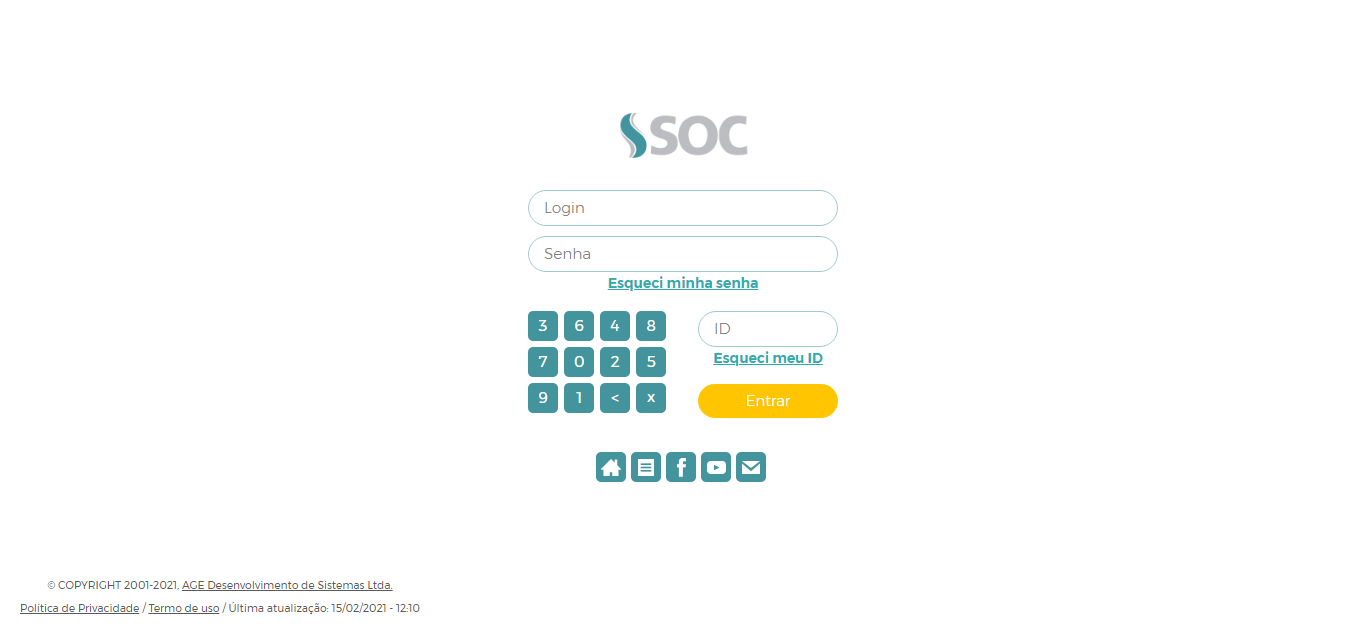 SOC
Login
Senha
Esqueci minha senha
3 6 4 8
7 0 2 5
9 1 < x
ID
Esqueci meu ID
Entrar
© COPYRIGHT 2001-2021, AGE Desenvolvimento de Sistemas Ltda.
Política de Privacidade / Termo de uso / Última atualização: 15/02/2021 - 12:10